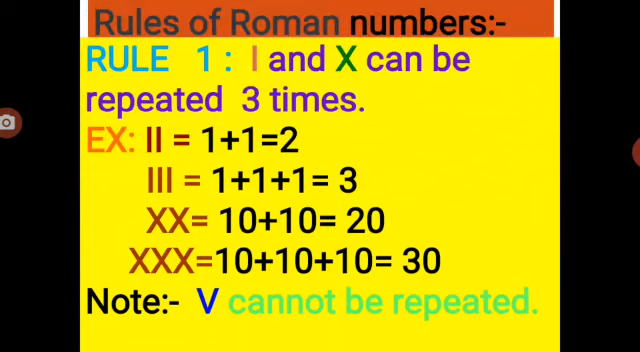 Rules of Roman numbers:-
RULE 1 : I and X can be
repeated 3 times.
EX: II = 1+1=2
III = 1+1+1= 3
XX= 10+10= 20
XXX=10+10+10= 30
Note:- V cannot be repeated.